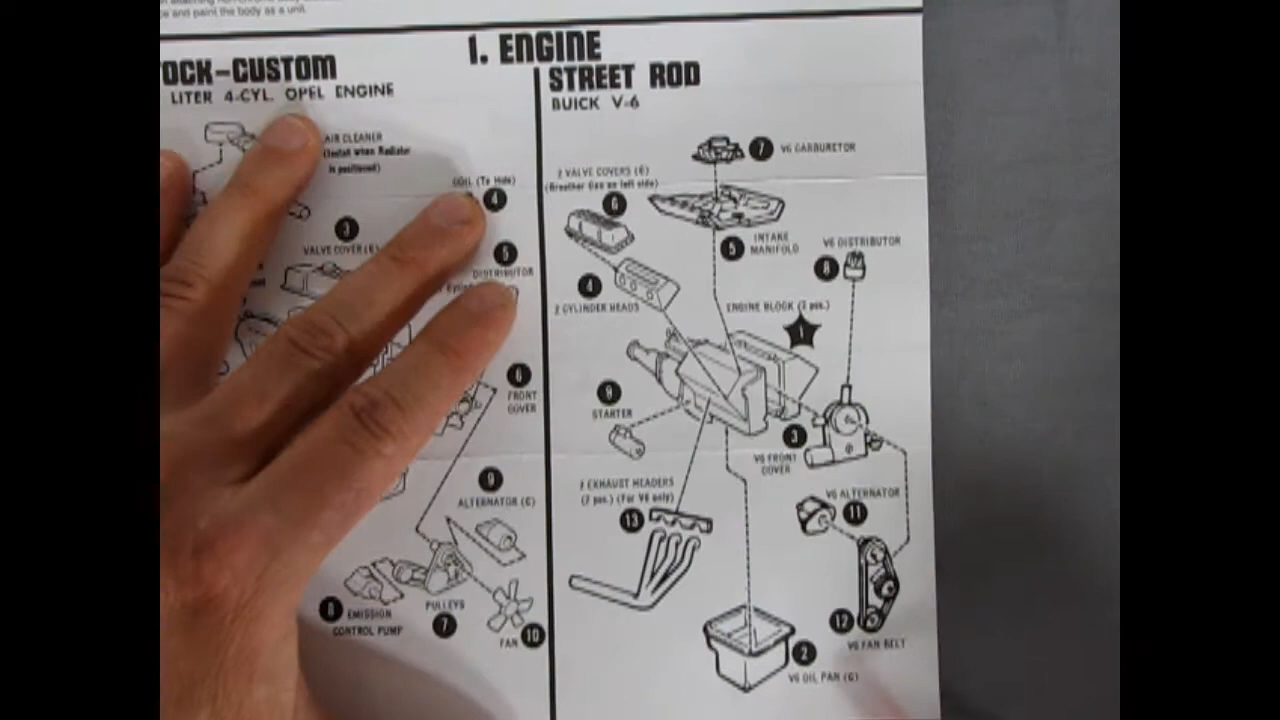 ce and paint the body as a unit.
1. ENGINE
OCK-CUSTOM
LITER 4-CYL. OPEL ENGINE
AIR CLEANER
(Install when Radiator
is positioned)
COIL (To Hide)
4
3
VALVE COVER (E)
5
DISTRIBUTOR
6
FRONT
COVER
9
ALTERNATOR (C)
8
EMISSION
CONTROL PUMP
PULLEYS
7
FAN
10
STREET ROD
BUICK V-6
7
V6 CARBURETOR
2 VALVE COVERS (E)
(Breather Cap on left side)
6
5
INTAKE
MANIFOLD
V6 DISTRIBUTOR
8
4
2 CYLINDER HEADS
ENGINE BLOCK (2 pcs.)
1
9
STARTER
3
V6 FRONT
COVER
2 EXHAUST HEADERS
(2 pcs.) (For V6 only)
13
V6 ALTERNATOR
11
12
V6 FAN BELT
2
V6 OIL PAN (G)